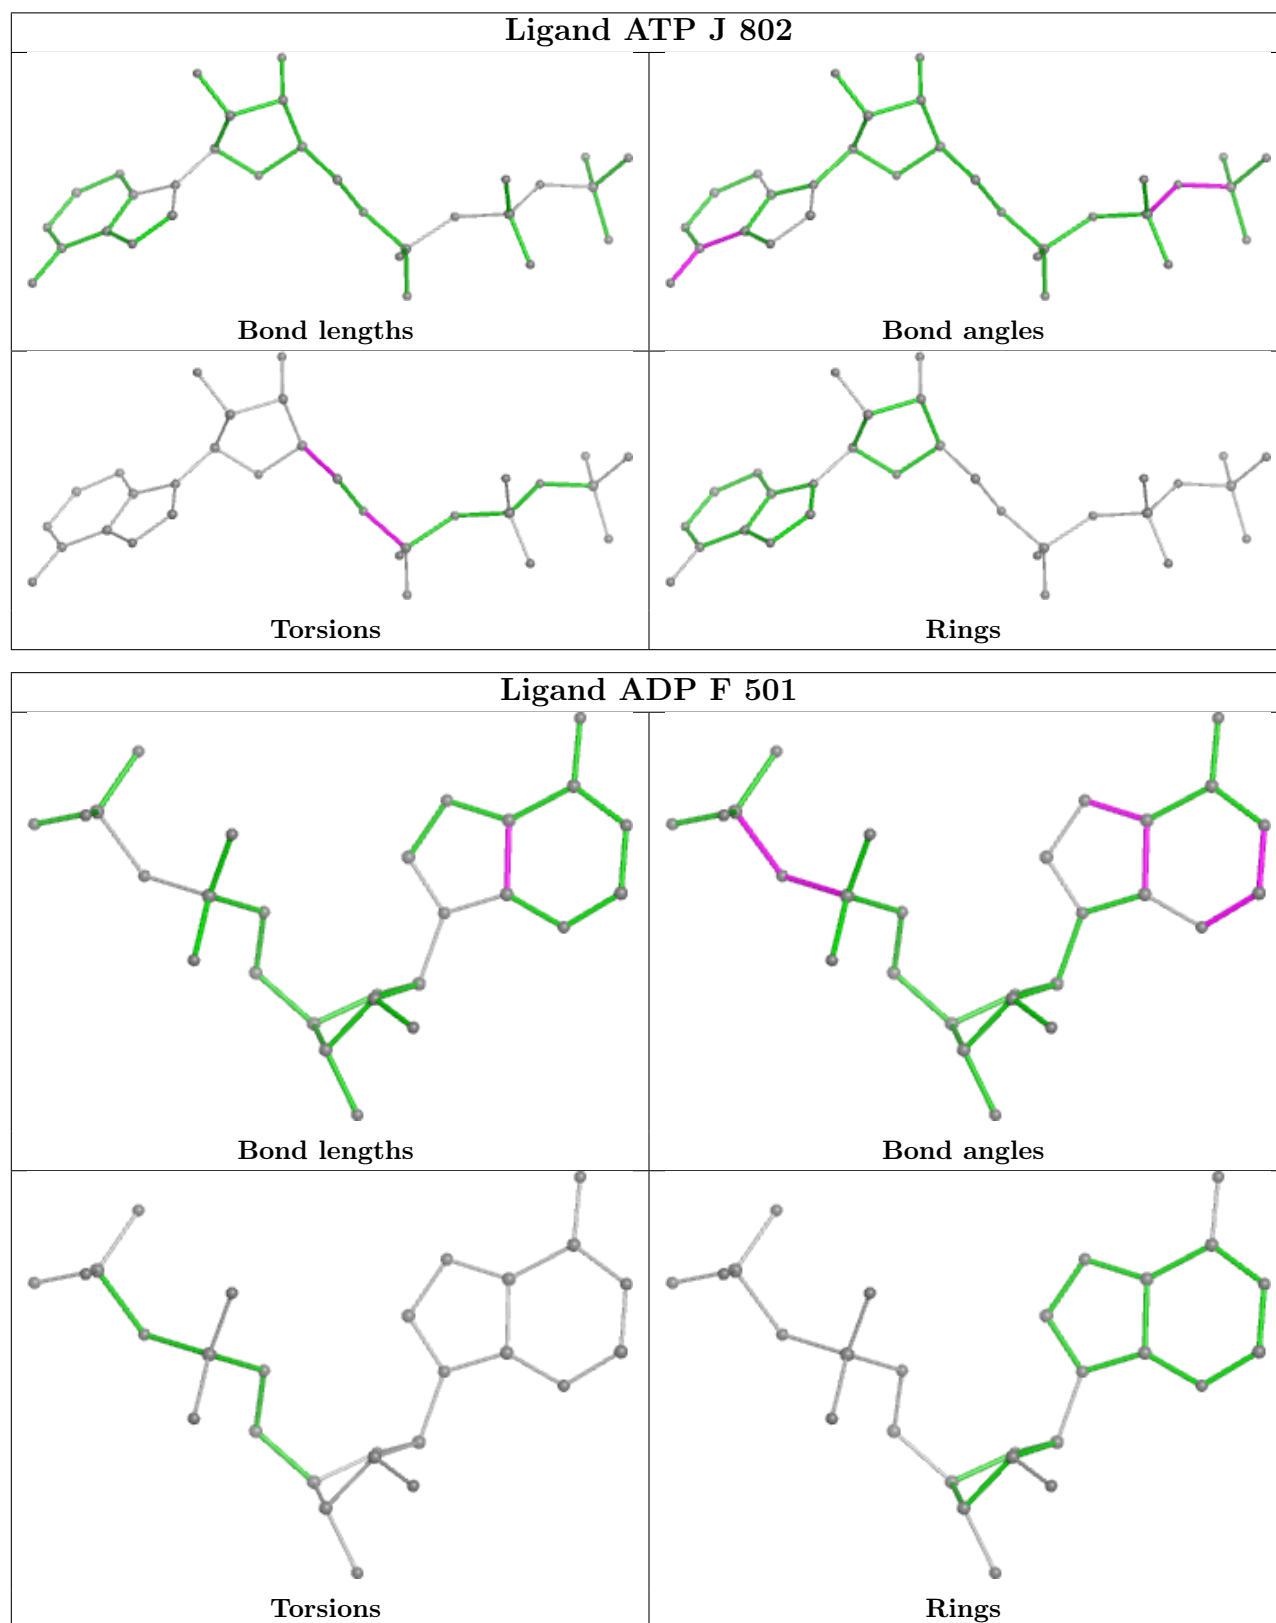 Ligand ATP J 802
Bond lengths
Bond angles
Torsions
Rings
Ligand ADP F 501
Bond lengths
Bond angles
Torsions
Rings